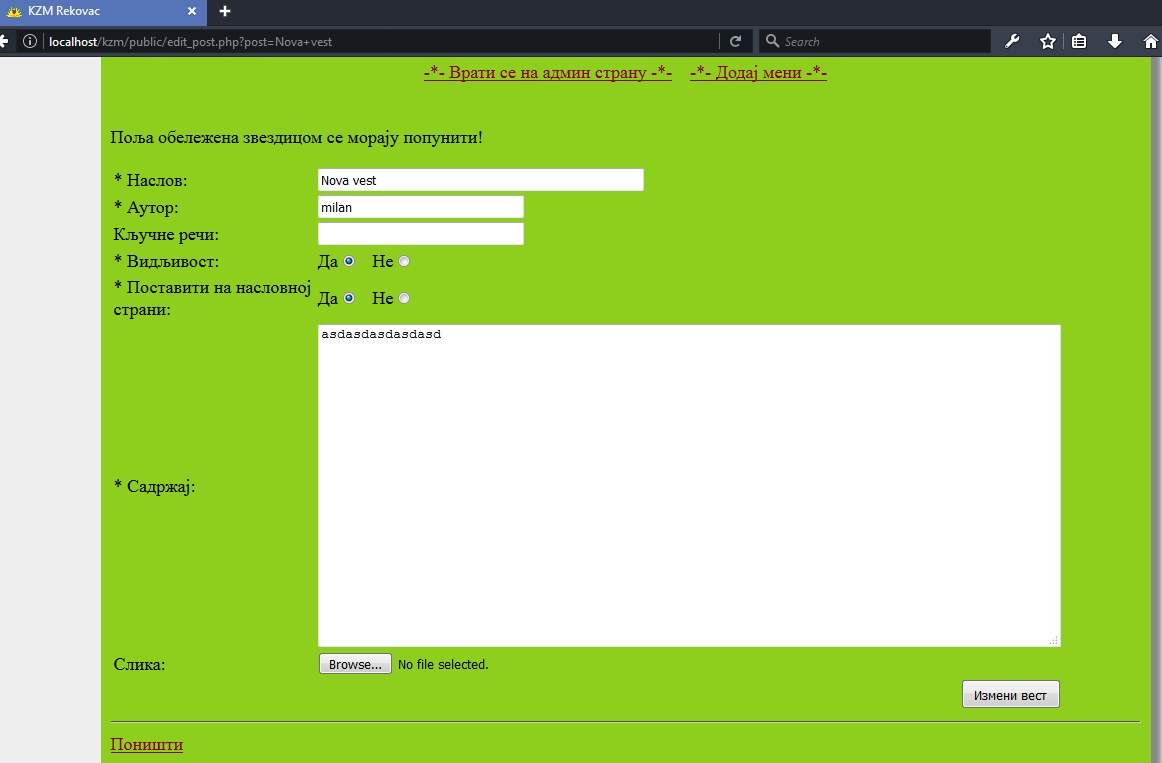 KZM Rekovac
localhost/kzm/public/edit_post.php?post=Nova+vest
Search
-*- Врати се на админ страну -*- -*- Додај мени -*-
Поља обележена звездицом се морају попунити!
* Наслов: Nova vest
* Аутор: milan
Кључне речи:
* Видљивост: Да Не
* Поставити на насловној
страни: Да Не
asdasdasdasdasd
* Садржај:
Слика: Browse... No file selected.
Измени вест
Поништи